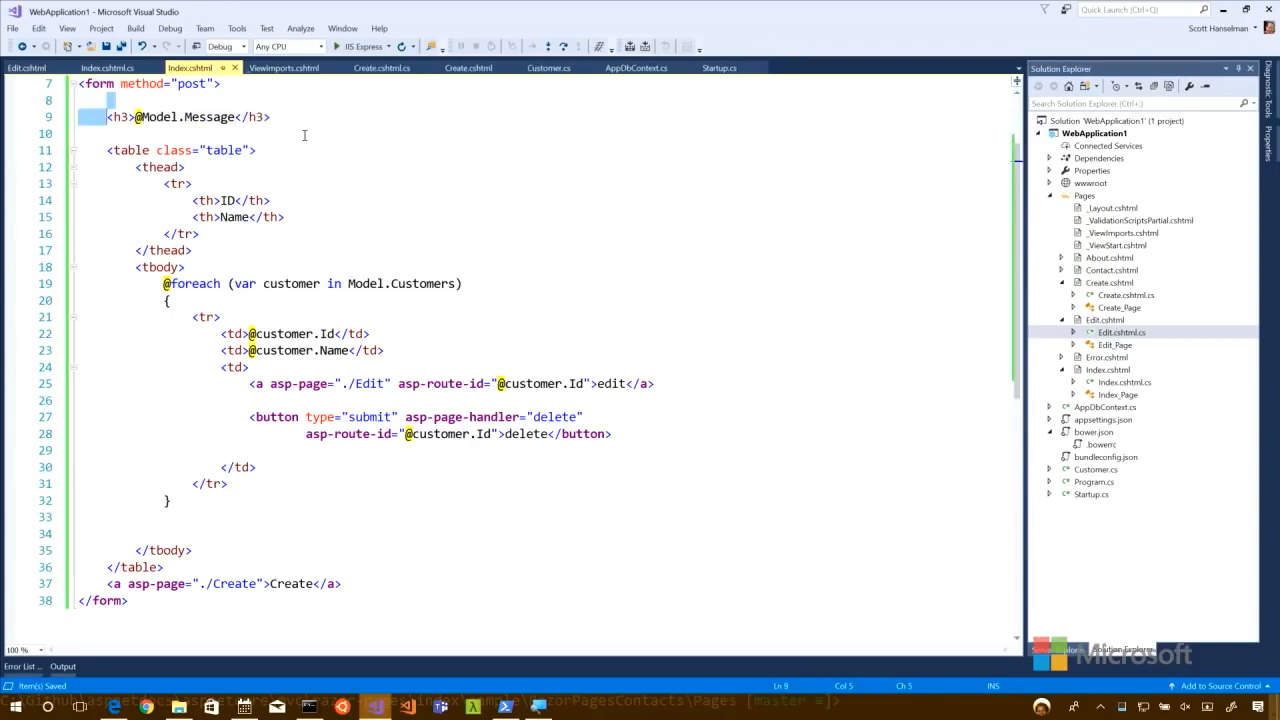 WebApplication1 - Microsoft Visual Studio
Quick Launch (Ctrl+Q)
File Edit View Project Build Debug Team Tools Test Analyze Window Help
Scott Hanselman
Debug Any CPU IIS Express
Edit.cshtml Index.cshtml.cs Index.cshtml ViewImports.cshtml Create.cshtml.cs Create.cshtml Customer.cs AppDbContext.cs Startup.cs
7 <form method="post">
8
9 <h3>@Model.Message</h3>
10
11 <table class="table">
12 <thead>
13 <tr>
14 <th>ID</th>
15 <th>Name</th>
16 </tr>
17 </thead>
18 <tbody>
19 @foreach (var customer in Model.Customers)
20 {
21 <tr>
22 <td>@customer.Id</td>
23 <td>@customer.Name</td>
24 <td>
25 <a asp-page="./Edit" asp-route-id="@customer.Id">edit</a>
26
27 <button type="submit" asp-page-handler="delete"
28 asp-route-id="@customer.Id">delete</button>
29
30 </td>
31 </tr>
32 }
33
34
35 </tbody>
36 </table>
37 <a asp-page="./Create">Create</a>
38 </form>
100 %
Solution Explorer
Search Solution Explorer (Ctrl+;)
Solution 'WebApplication1' (1 project)
WebApplication1
Connected Services
Dependencies
Properties
wwwroot
Pages
_Layout.cshtml
_ValidationScriptsPartial.cshtml
_ViewImports.cshtml
_ViewStart.cshtml
About.cshtml
Contact.cshtml
Create.cshtml
Create.cshtml.cs
Create_Page
Edit.cshtml
Edit.cshtml.cs
Edit_Page
Error.cshtml
Index.cshtml
Index.cshtml.cs
Index_Page
AppDbContext.cs
appsettings.json
bower.json
.bowerrc
bundleconfig.json
Customer.cs
Program.cs
Startup.cs
Diagnostic Tools
Properties
Solution Explorer
Microsoft
Error List ... Output
Item(s) Saved Ln 9 Col 5 Ch 5 INS Add to Source Control